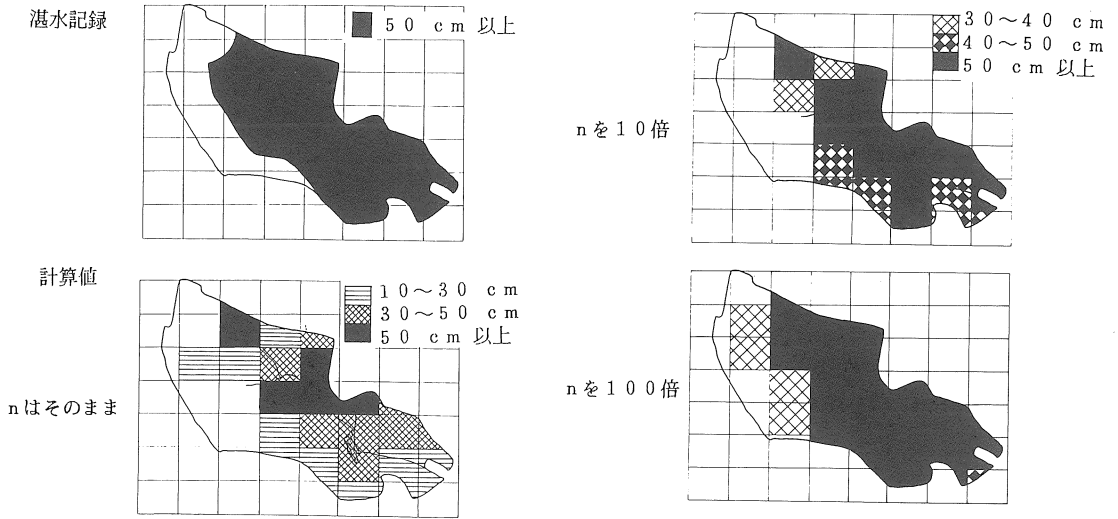 湛水記録
50 cm 以上
30～40 cm
40～50 cm
50 cm 以上
nを10倍
計算値
10～30 cm
30～50 cm
50 cm 以上
nはそのまま
nを100倍